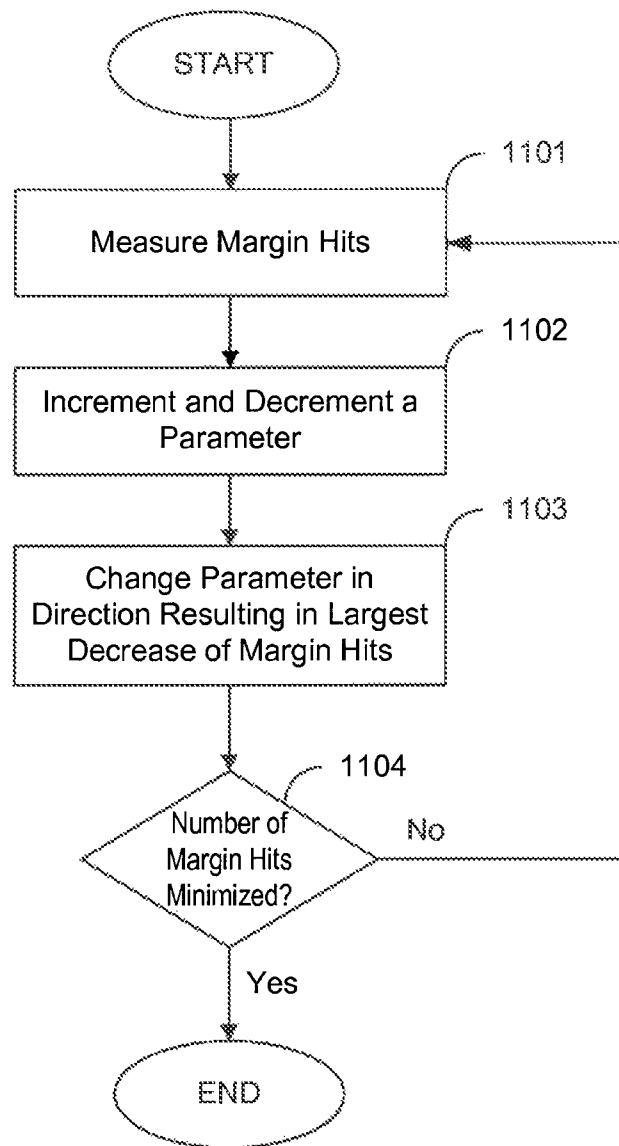 START
1101
Measure Margin Hits
1102
Increment and Decrement a
Parameter
1103
Change Parameter in
Direction Resulting in Largest
Decrease of Margin Hits
1104
Number of
Margin Hits
Minimized?
No
Yes
END